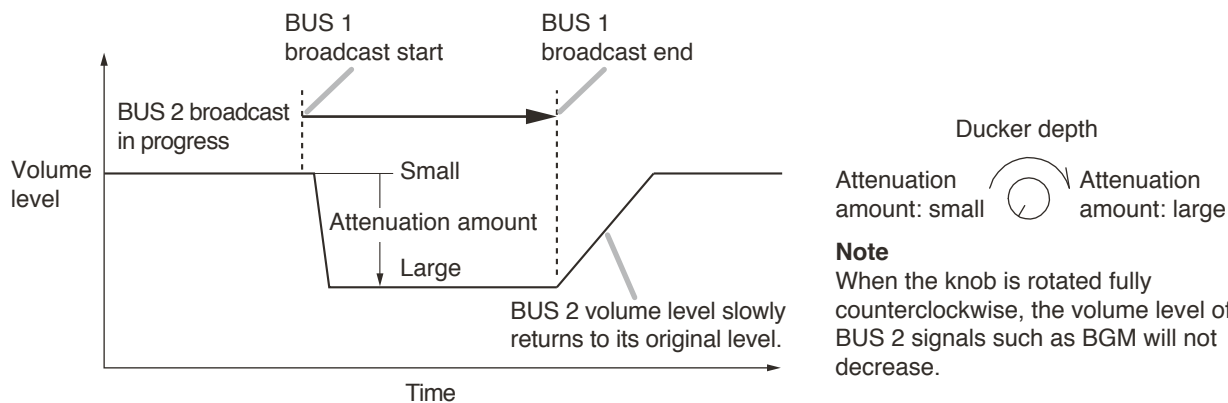 BUS 1
broadcast start
BUS 1
broadcast end
BUS 2 broadcast
in progress
Volume
level
Small
Attenuation amount
Large
BUS 2 volume level slowly
returns to its original level.
Time
Ducker depth
Attenuation
amount: small
Attenuation
amount: large
Note
When the knob is rotated fully
counterclockwise, the volume level of
BUS 2 signals such as BGM will not
decrease.